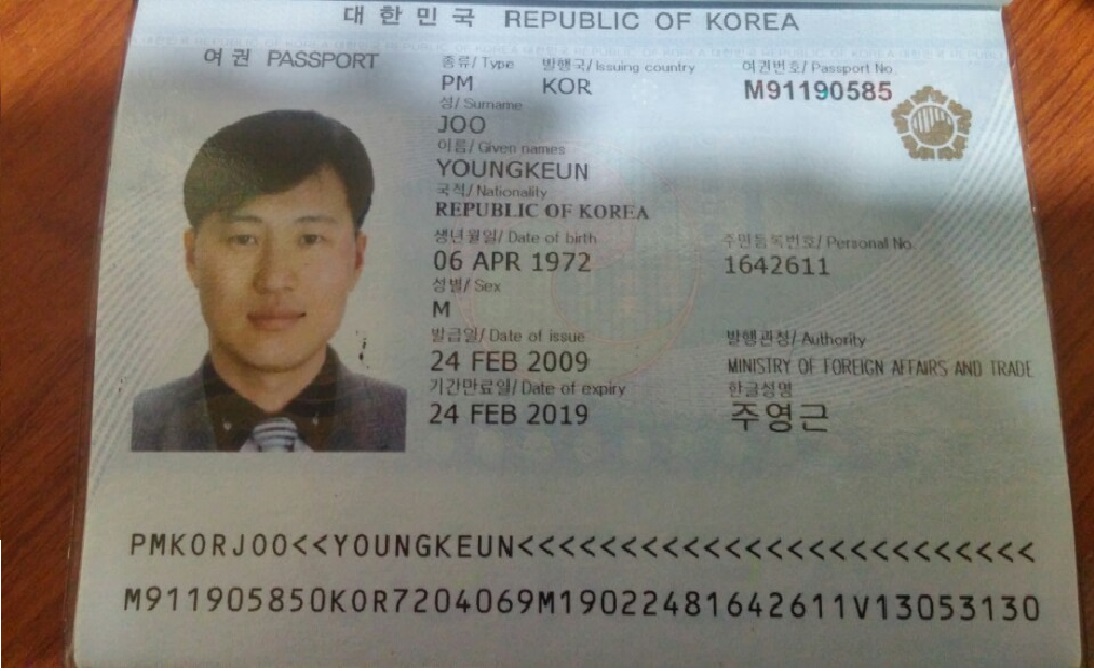 대한민국 REPUBLIC OF KOREA
여권 PASSPORT
종류/ Type 발행국/ Issuing country 여권번호/ Passport No.
PM KOR M91190585
성/ Surname
JOO
이름/ Given names
YOUNGKEUN
국적/ Nationality
REPUBLIC OF KOREA
생년월일/ Date of birth 주민등록번호/ Personal No.
06 APR 1972 1642611
성별/ Sex
M
발급일/ Date of issue 발행관청/ Authority
24 FEB 2009 MINISTRY OF FOREIGN AFFAIRS AND TRADE
기간만료일/ Date of expiry 한글성명
24 FEB 2019 주영근
PMKORJOO<<YOUNGKEUN<<<<<<<<<<<<<<<<<<<<<<<<<
M911905850KOR7204069M19022481642611V13053130